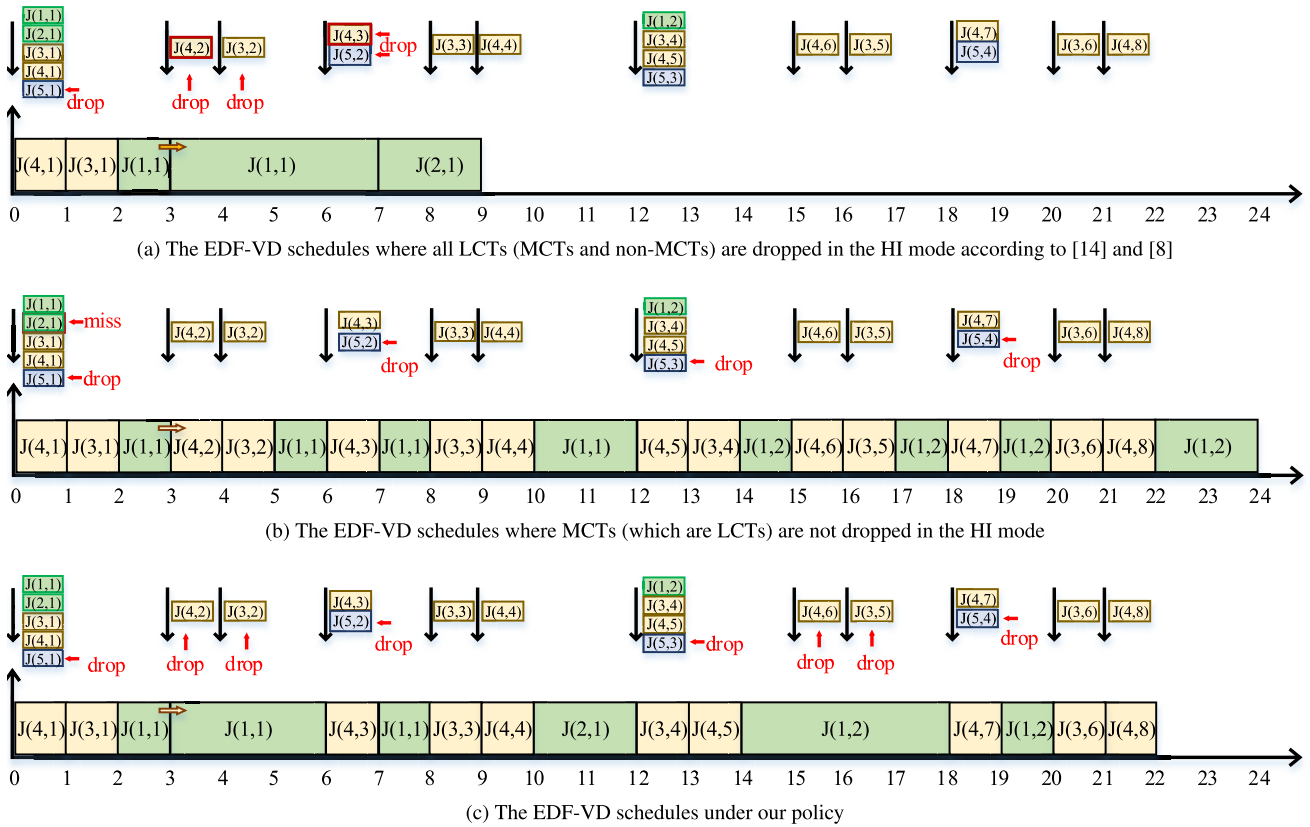 J(1,1)
J(2,1)
J(3,1)
J(4,1)
J(5,1)
drop
J(4,2)
drop
J(3,2)
drop
J(4,3)
J(5,2)
drop
J(3,3)
J(4,4)
J(1,2)
J(3,4)
J(4,5)
J(5,3)
J(4,6)
J(3,5)
J(4,7)
J(5,4)
J(3,6)
J(4,8)
J(4,1) J(3,1) J(1,1) J(1,1) J(2,1)
0 1 2 3 4 5 6 7 8 9 10 11 12 13 14 15 16 17 18 19 20 21 22 23 24
(a) The EDF-VD schedules where all LCTs (MCTs and non-MCTs) are dropped in the HI mode according to [14] and [8]
J(1,1)
J(2,1)
miss
J(3,1)
J(4,1)
J(5,1)
drop
J(4,2)
J(3,2)
J(4,3)
J(5,2)
drop
J(3,3)
J(4,4)
J(1,2)
J(3,4)
J(4,5)
J(5,3)
drop
J(4,6)
J(3,5)
J(4,7)
J(5,4)
drop
J(3,6)
J(4,8)
J(4,1) J(3,1) J(1,1) J(4,2) J(3,2) J(1,1) J(4,3) J(1,1) J(3,3) J(4,4) J(1,1) J(4,5) J(3,4) J(1,2) J(4,6) J(3,5) J(1,2) J(4,7) J(1,2) J(3,6) J(4,8) J(1,2)
0 1 2 3 4 5 6 7 8 9 10 11 12 13 14 15 16 17 18 19 20 21 22 23 24
(b) The EDF-VD schedules where MCTs (which are LCTs) are not dropped in the HI mode
J(1,1)
J(2,1)
J(3,1)
J(4,1)
J(5,1)
drop
J(4,2)
drop
J(3,2)
drop
J(4,3)
J(5,2)
drop
J(3,3)
J(4,4)
J(1,2)
J(3,4)
J(4,5)
J(5,3)
drop
J(4,6)
drop
J(3,5)
drop
J(4,7)
J(5,4)
drop
J(3,6)
J(4,8)
J(4,1) J(3,1) J(1,1) J(1,1) J(4,3) J(1,1) J(3,3) J(4,4) J(2,1) J(3,4) J(4,5) J(1,2) J(4,7) J(1,2) J(3,6) J(4,8)
0 1 2 3 4 5 6 7 8 9 10 11 12 13 14 15 16 17 18 19 20 21 22 23 24
(c) The EDF-VD schedules under our policy